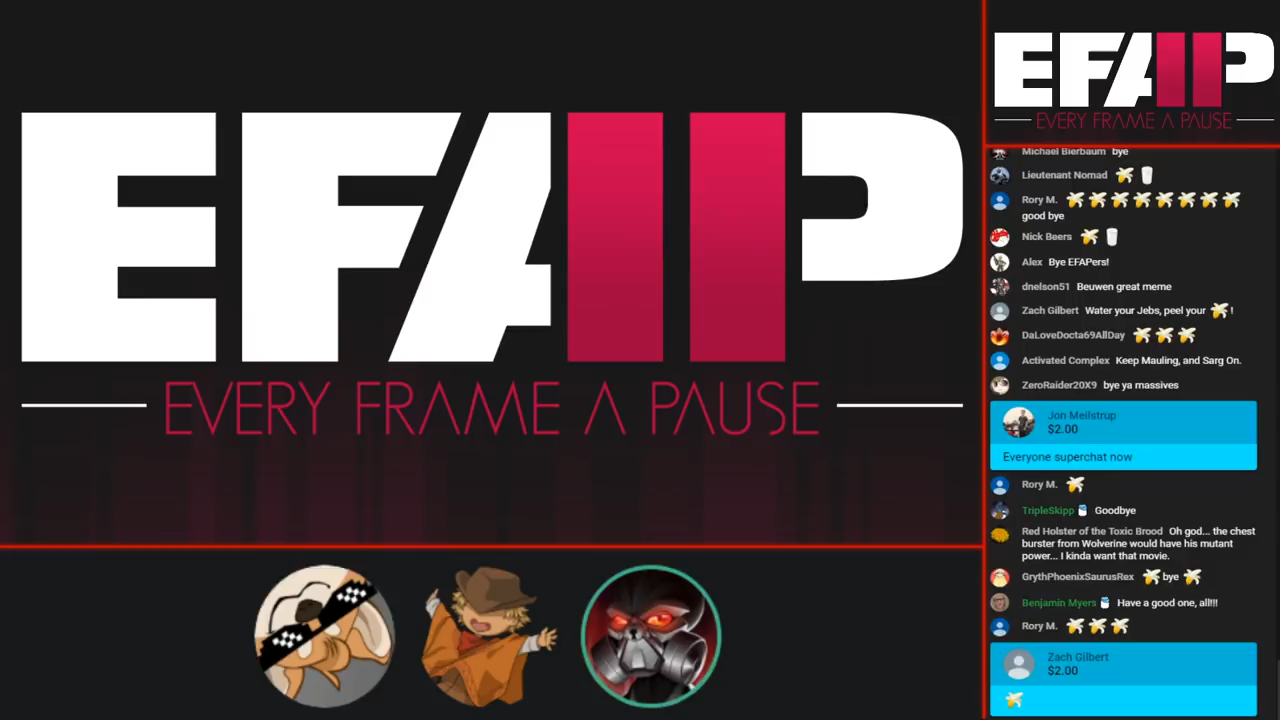 EFAP
EVERY FRAME A PAUSE
EFAP
EVERY FRAME A PAUSE
Michael Bierbaum bye
Lieutenant Nomad 🍌🥛
Rory M. 🍌🍌🍌🍌🍌🍌🍌🍌
good bye
Nick Beers 🍌🥛
Alex Bye EFAPers!
dnelson51 Beuwen great meme
Zach Gilbert Water your Jebs, peel your 🍌!
DaLoveDocta69AllDay 🍌🍌🍌
Activated Complex Keep Mauling, and Sarg On.
ZeroRaider20X9 bye ya massives
Jon Meilstrup
$2.00
Everyone superchat now
Rory M. 🍌
TripleSkipp Goodbye
Red Holster of the Toxic Brood Oh god... the chest
burster from Wolverine would have his mutant
power... I kinda want that movie.
GrythPhoenixSaurusRex 🍌bye🍌
Benjamin Myers Have a good one, all!!!
Rory M. 🍌🍌🍌
Zach Gilbert
$2.00
🍌